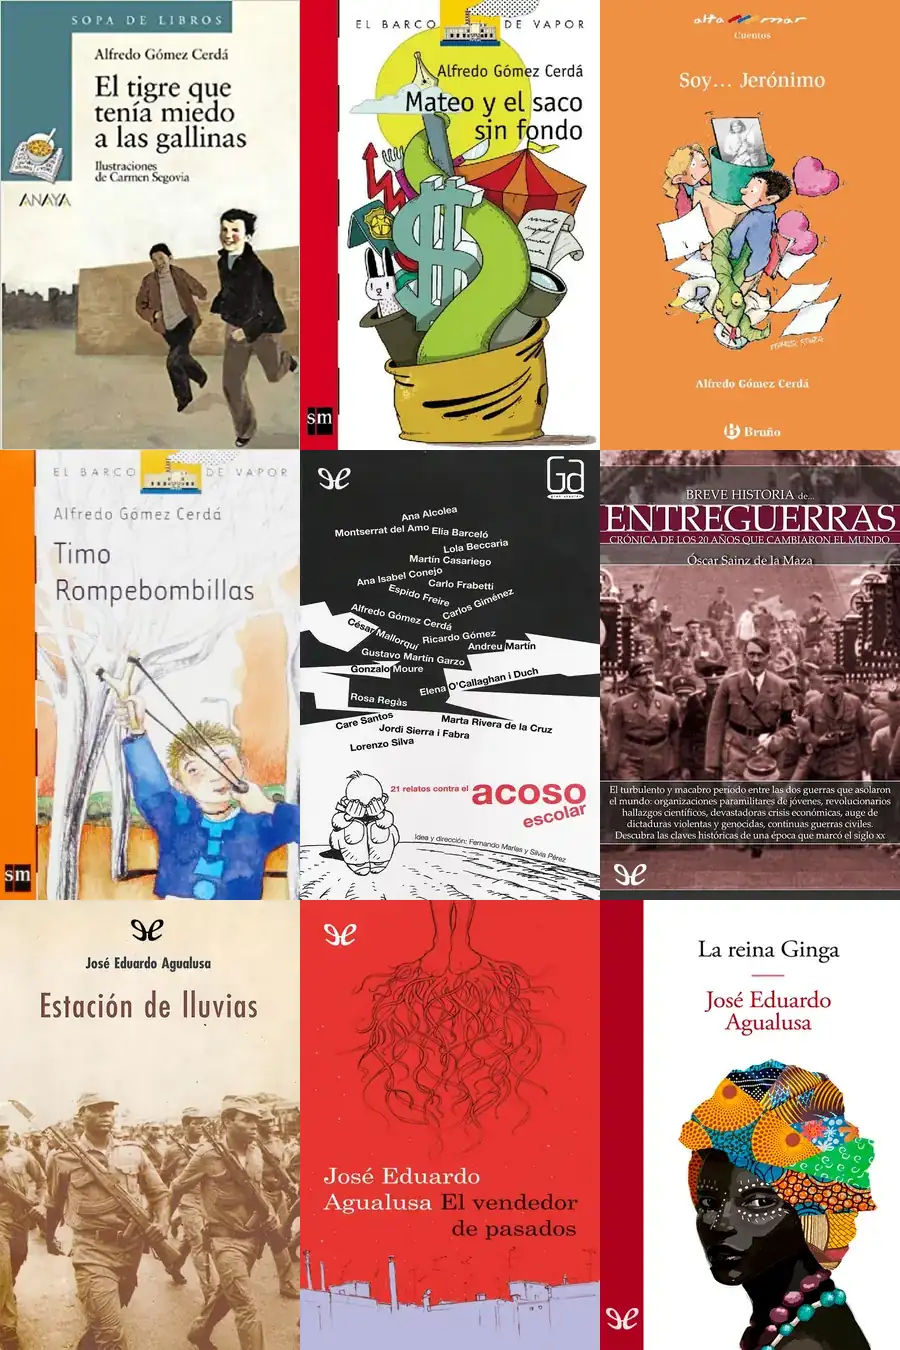 SOPA DE LIBROS
Alfredo Gómez Cerdá
El tigre que
tenía miedo
a las gallinas
Ilustraciones
de Carmen Segovia
ANAYA
EL BARCO DE VAPOR
Alfredo Gómez Cerdá
Mateo y el saco
sin fondo
sm
alta mar
Cuentos
Soy... Jerónimo
Alfredo Gómez Cerdá
Bruño
EL BARCO DE VAPOR
Alfredo Gómez Cerdá
Timo
Rompebombillas
sm
Ga
Ana Alcolea
Montserrat del Amo Elia Barceló
Lola Beccaria
Martín Casariego
Ana Isabel Conejo
Carlo Frabetti
Espido Freire
Carlos Giménez
Alfredo Gómez Cerdá
César Mallorquí Ricardo Gómez
Andreu Martín
Gustavo Martín Garzo
Gonzalo Moure
Elena O'Callaghan i Duch
Rosa Regàs
Care Santos
Marta Rivera de la Cruz
Jordi Sierra i Fabra
Lorenzo Silva
21 relatos contra el acoso
escolar
Idea y dirección: Fernando Marías y Silvia Pérez
BREVE HISTORIA de...
ENTREGUERRAS
CRÓNICA DE LOS 20 AÑOS QUE CAMBIARON EL MUNDO
Óscar Sainz de la Maza
El turbulento y macabro periodo entre las dos guerras que asolaron
el mundo: organizaciones paramilitares de jóvenes, revolucionarios
hallazgos científicos, devastadoras crisis económicas, auge de
dictaduras violentas y genocidas, continuas guerras civiles.
Descubra las claves históricas de una época que marcó el siglo xx
José Eduardo Agualusa
Estación de lluvias
José Eduardo
Agualusa El vendedor
de pasados
La reina Ginga
José Eduardo
Agualusa